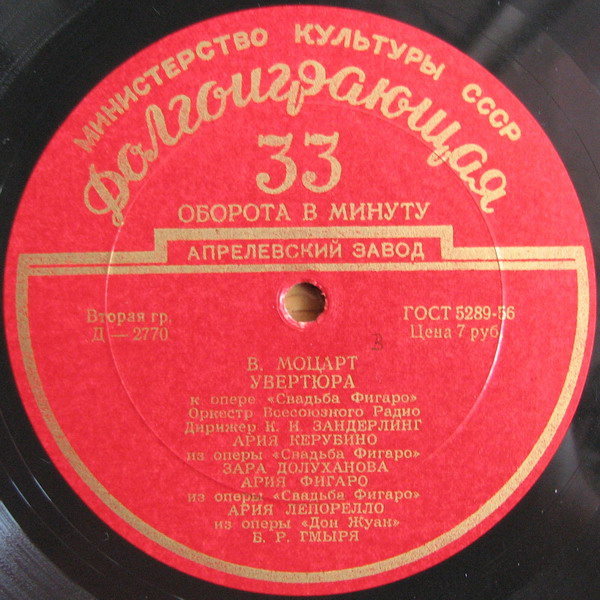 МИНИСТЕРСТВО КУЛЬТУРЫ СССР
Долгоиграющая
33
ОБОРОТА В МИНУТУ
АПРЕЛЕВСКИЙ ЗАВОД
Вторая гр.
Д — 2770
ГОСТ 5289-56
Цена 7 руб.
В
В. МОЦАРТ
УВЕРТЮРА
к опере «Свадьба Фигаро»
Оркестр Всесоюзного Радио
Дирижер К. И. ЗАНДЕРЛИНГ
АРИЯ КЕРУБИНО
из оперы «Свадьба Фигаро»
ЗАРА ДОЛУХАНОВА
АРИЯ ФИГАРО
из оперы «Свадьба Фигаро»
АРИЯ ЛЕПОРЕЛЛО
из оперы «Дон Жуан»
Б. Р. ГМЫРЯ